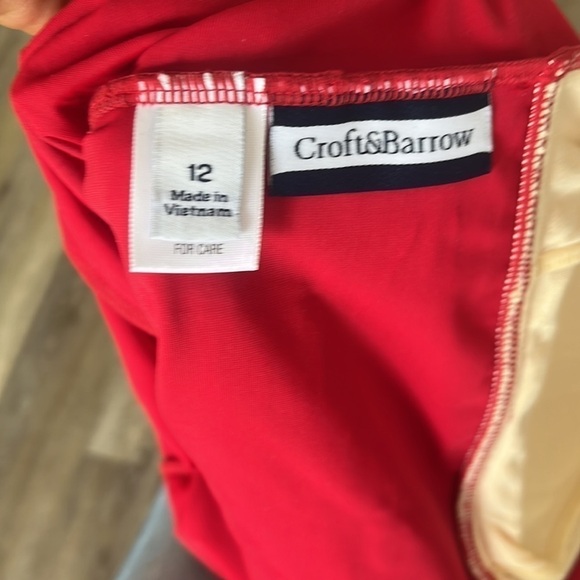 12
Made in
Vietnam
FOR CARE
Croft&Barrow